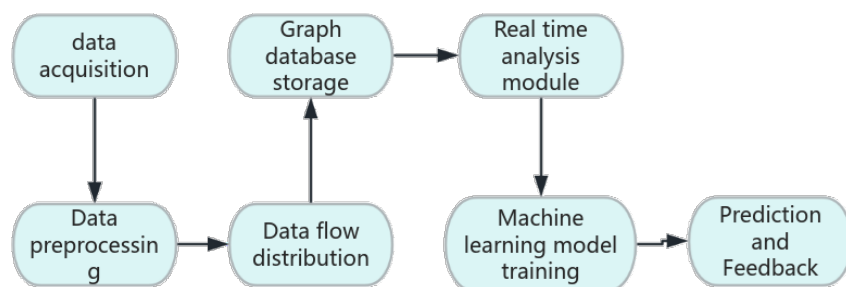 data
acquisition
Data
preprocessin
g
Data flow
distribution
Graph
database
storage
Real time
analysis
module
Machine
learning model
training
Prediction
and
Feedback